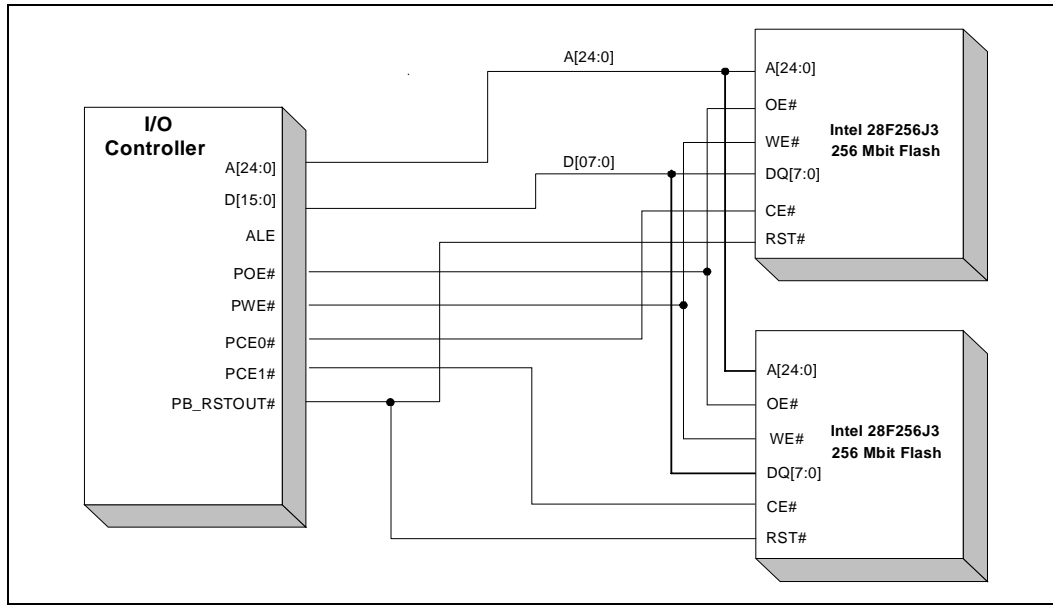 A[24:0]
D[07:0]
I/O
Controller
A[24:0]
D[15:0]
ALE
POE#
PWE#
PCE0#
PCE1#
PB_RSTOUT#
A[24:0]
OE#
WE#
DQ[7:0]
CE#
RST#
Intel 28F256J3
256 Mbit Flash
A[24:0]
OE#
WE#
DQ[7:0]
CE#
RST#
Intel 28F256J3
256 Mbit Flash